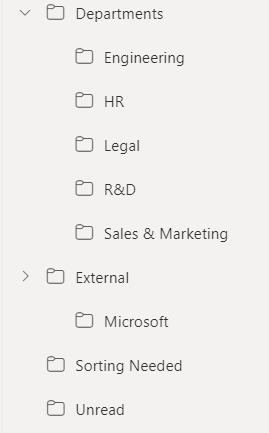 Departments
Engineering
HR
Legal
R&D
Sales & Marketing
External
Microsoft
Sorting Needed
Unread